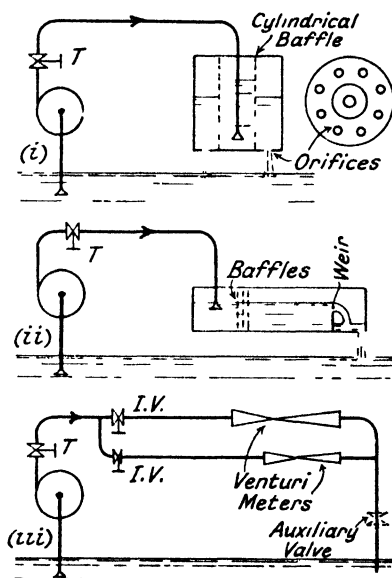 Cylindrical
Baffle
T
(i)
Orifices
T
Baffles
Weir
(ii)
I.V.
T
I.V.
Venturi
Meters
(iii)
Auxiliary
Valve